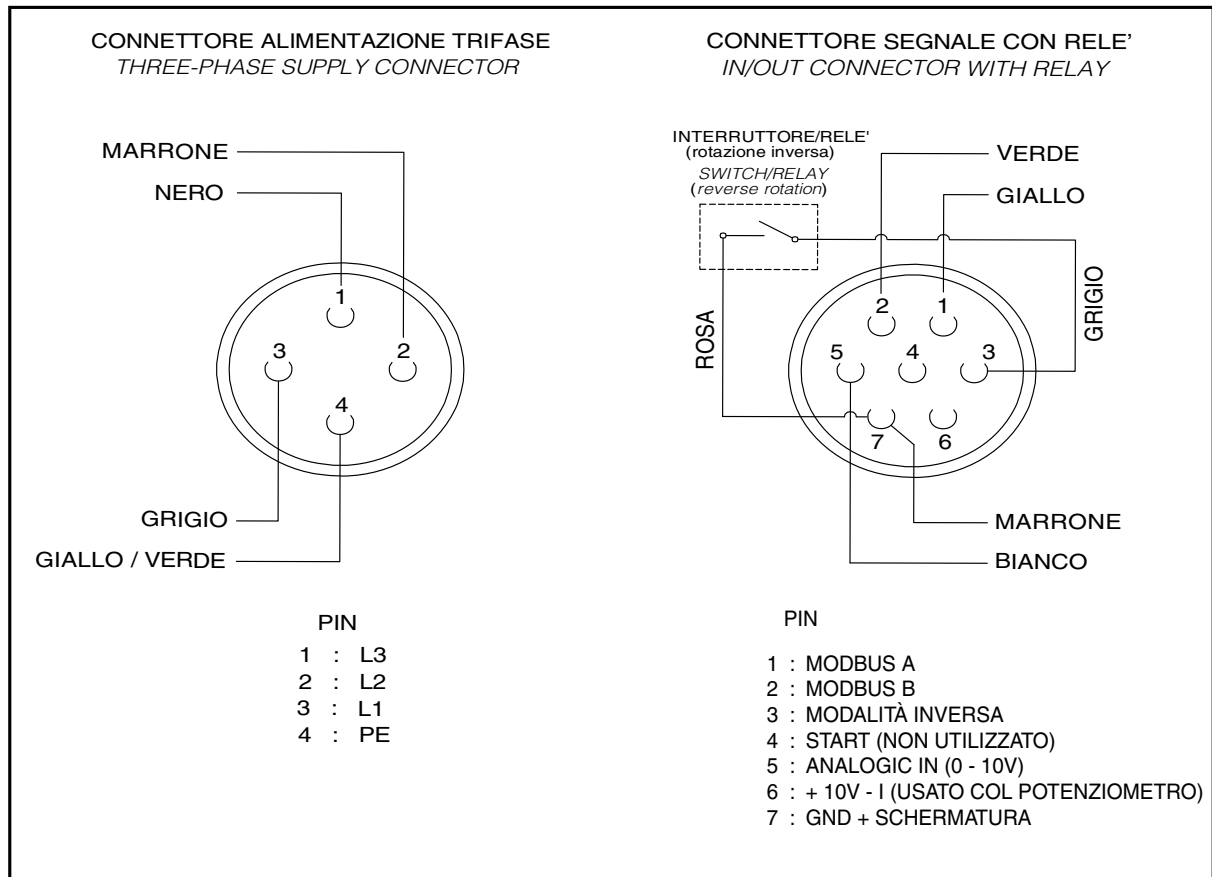 CONNETTORE ALIMENTAZIONE TRIFASE
THREE-PHASE SUPPLY CONNECTOR
MARRONE
NERO
1
3
2
4
GRIGIO
GIALLO / VERDE
PIN
1 : L3
2 : L2
3 : L1
4 : PE
CONNETTORE SEGNALE CON RELE'
IN/OUT CONNECTOR WITH RELAY
INTERRUTTORE/RELE'
(rotazione inversa)
SWITCH/RELAY
(reverse rotation)
VERDE
GIALLO
GRIGIO
ROSA
2
1
5
4
3
7
6
MARRONE
BIANCO
PIN
1 : MODBUS A
2 : MODBUS B
3 : MODALITÀ INVERSA
4 : START (NON UTILIZZATO)
5 : ANALOGIC IN (0 - 10V)
6 : + 10V - I (USATO COL POTENZIOMETRO)
7 : GND + SCHERMATURA